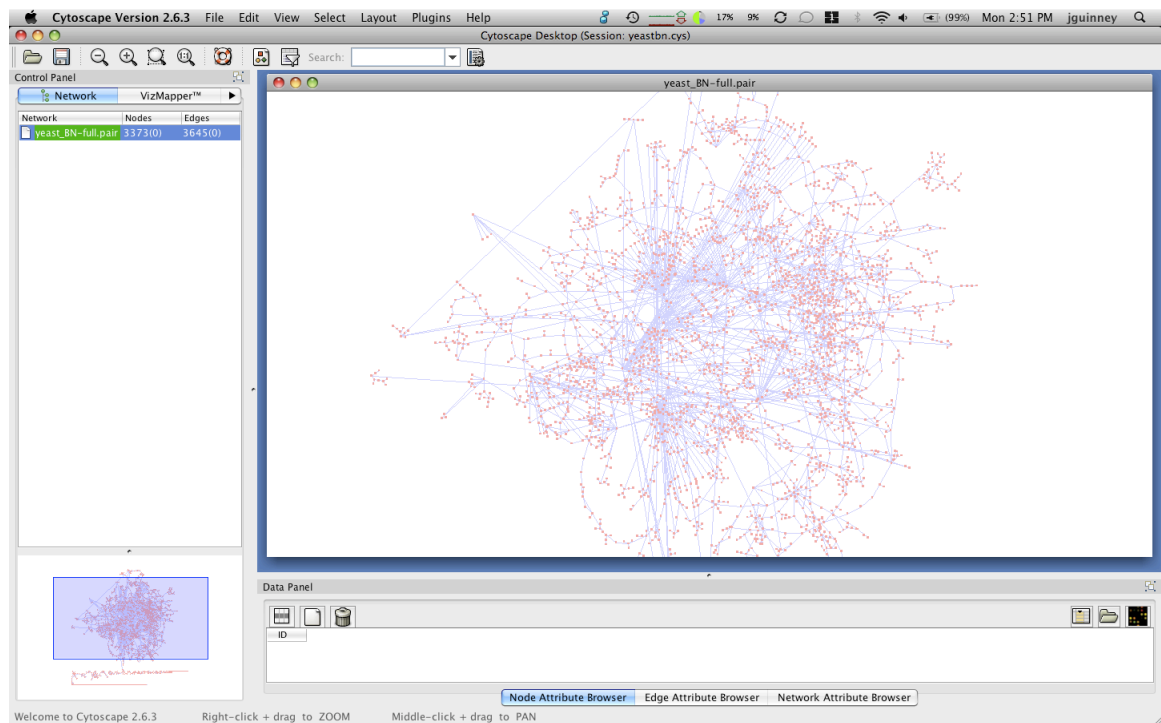 Cytoscape Version 2.6.3 File Edit View Select Layout Plugins Help 17% 9% (99%) Mon 2:51 PM jguinney
Cytoscape Desktop (Session: yeastbn.cys)
Search:
Control Panel
Network VizMapper™
Network Nodes Edges
yeast_BN-full.pair 3373(0) 3645(0)
yeast_BN-full.pair
Data Panel
ID
Node Attribute Browser Edge Attribute Browser Network Attribute Browser
Welcome to Cytoscape 2.6.3 Right-click + drag to ZOOM Middle-click + drag to PAN